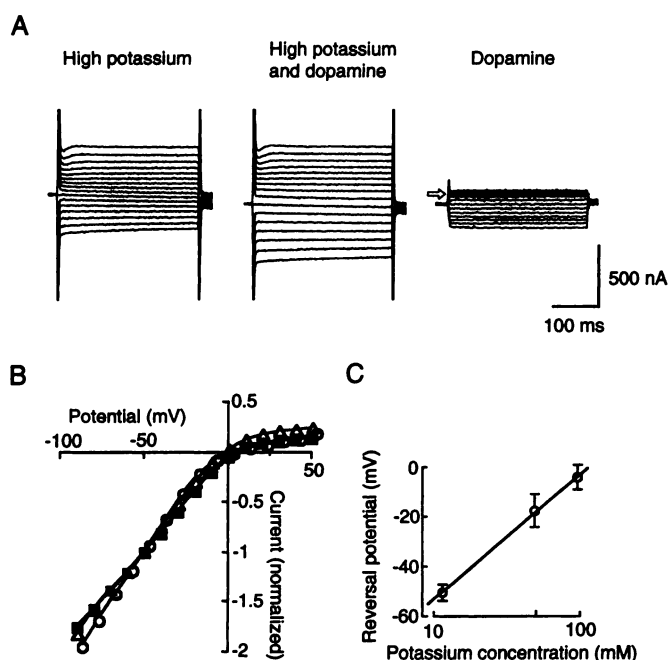 A
High potassium
High potassium
and dopamine
Dopamine
500 nA
100 ms
B
Potential (mV)
0.5
-100
-50
50
-0.5
-1
-1.5
-2
Current (normalized)
C
Reversal potential (mV)
0
-20
-40
-60
10
100
Potassium concentration (mM)